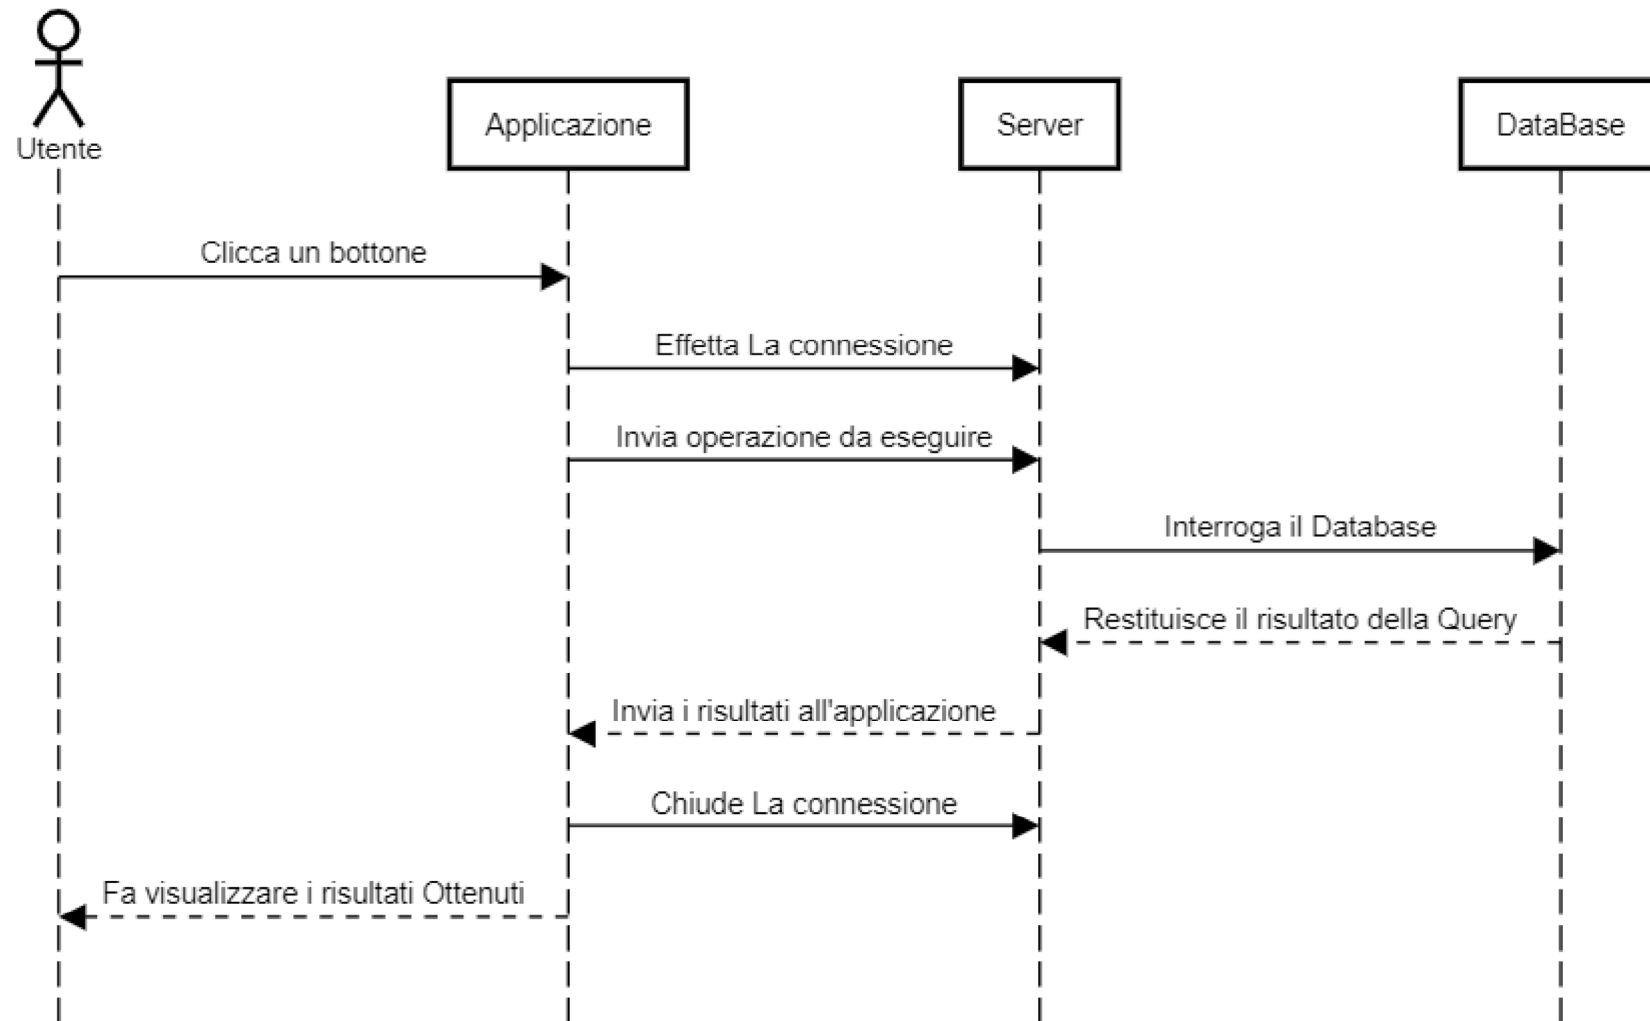 Utente
Applicazione
Server
DataBase
Clicca un bottone
Effetta La connessione
Invia operazione da eseguire
Interroga il Database
Restituisce il risultato della Query
Invia i risultati all'applicazione
Chiude La connessione
Fa visualizzare i risultati Ottenuti